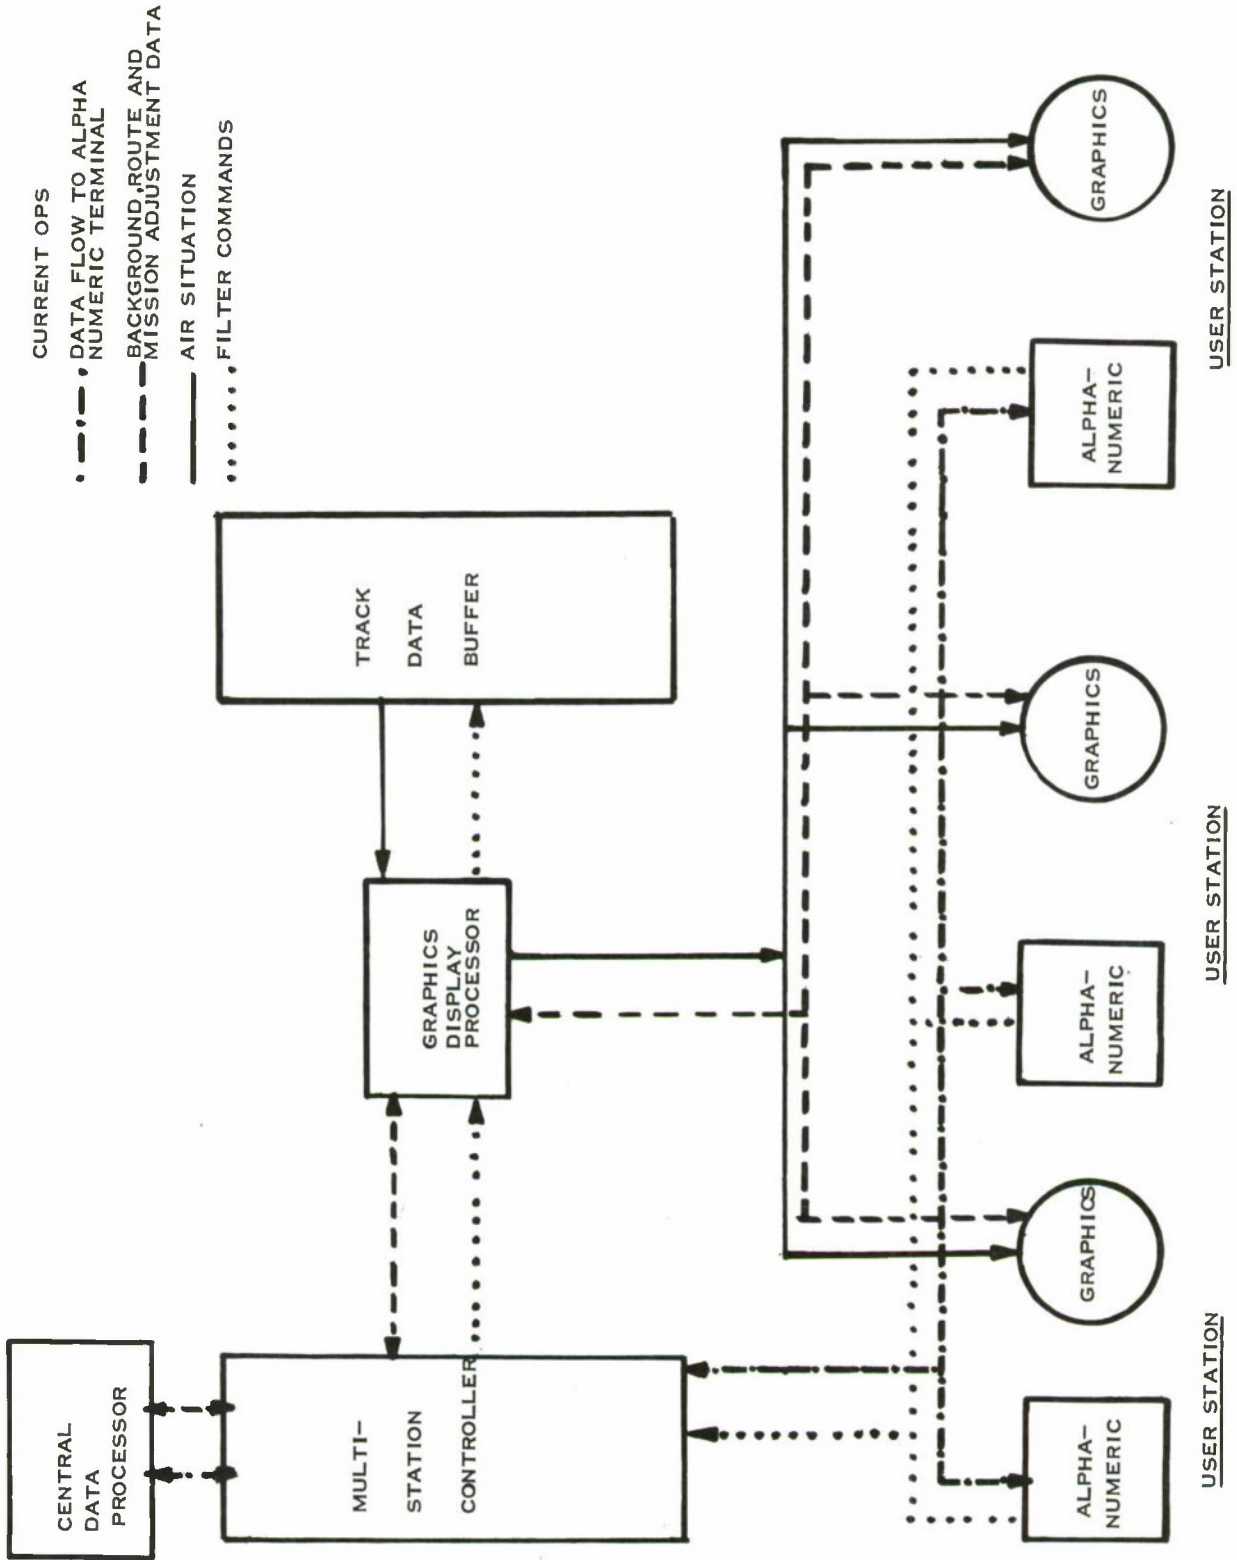 CURRENT OPS
DATA FLOW TO ALPHA
NUMERIC TERMINAL
BACKGROUND, ROUTE AND
MISSION ADJUSTMENT DATA
AIR SITUATION
FILTER COMMANDS
CENTRAL
DATA
PROCESSOR
MULTI-
STATION
CONTROLLER
GRAPHICS
DISPLAY
PROCESSOR
TRACK
DATA
BUFFER
ALPHA-
NUMERIC
GRAPHICS
USER STATION
ALPHA-
NUMERIC
GRAPHICS
USER STATION
ALPHA-
NUMERIC
GRAPHICS
USER STATION